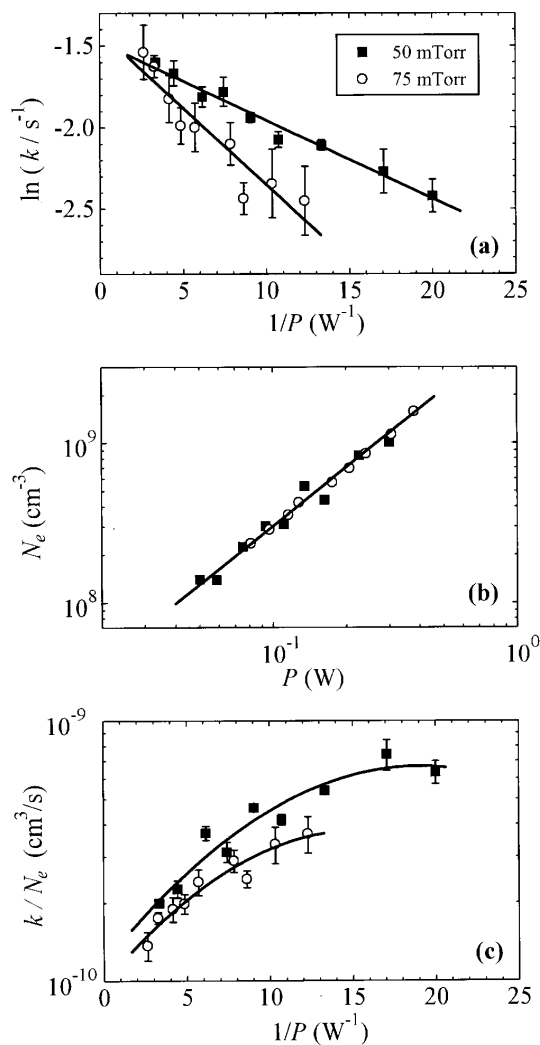 -1.5
-2.0
-2.5
ln ( k / s⁻¹)
50 mTorr
75 mTorr
(a)
0 5 10 15 20 25
1/P (W⁻¹)
10⁹
10⁸
Nₑ (cm⁻³)
(b)
10⁻¹ 10⁰
P (W)
10⁻⁹
10⁻¹⁰
k / Nₑ (cm³/s)
(c)
0 5 10 15 20 25
1/P (W⁻¹)